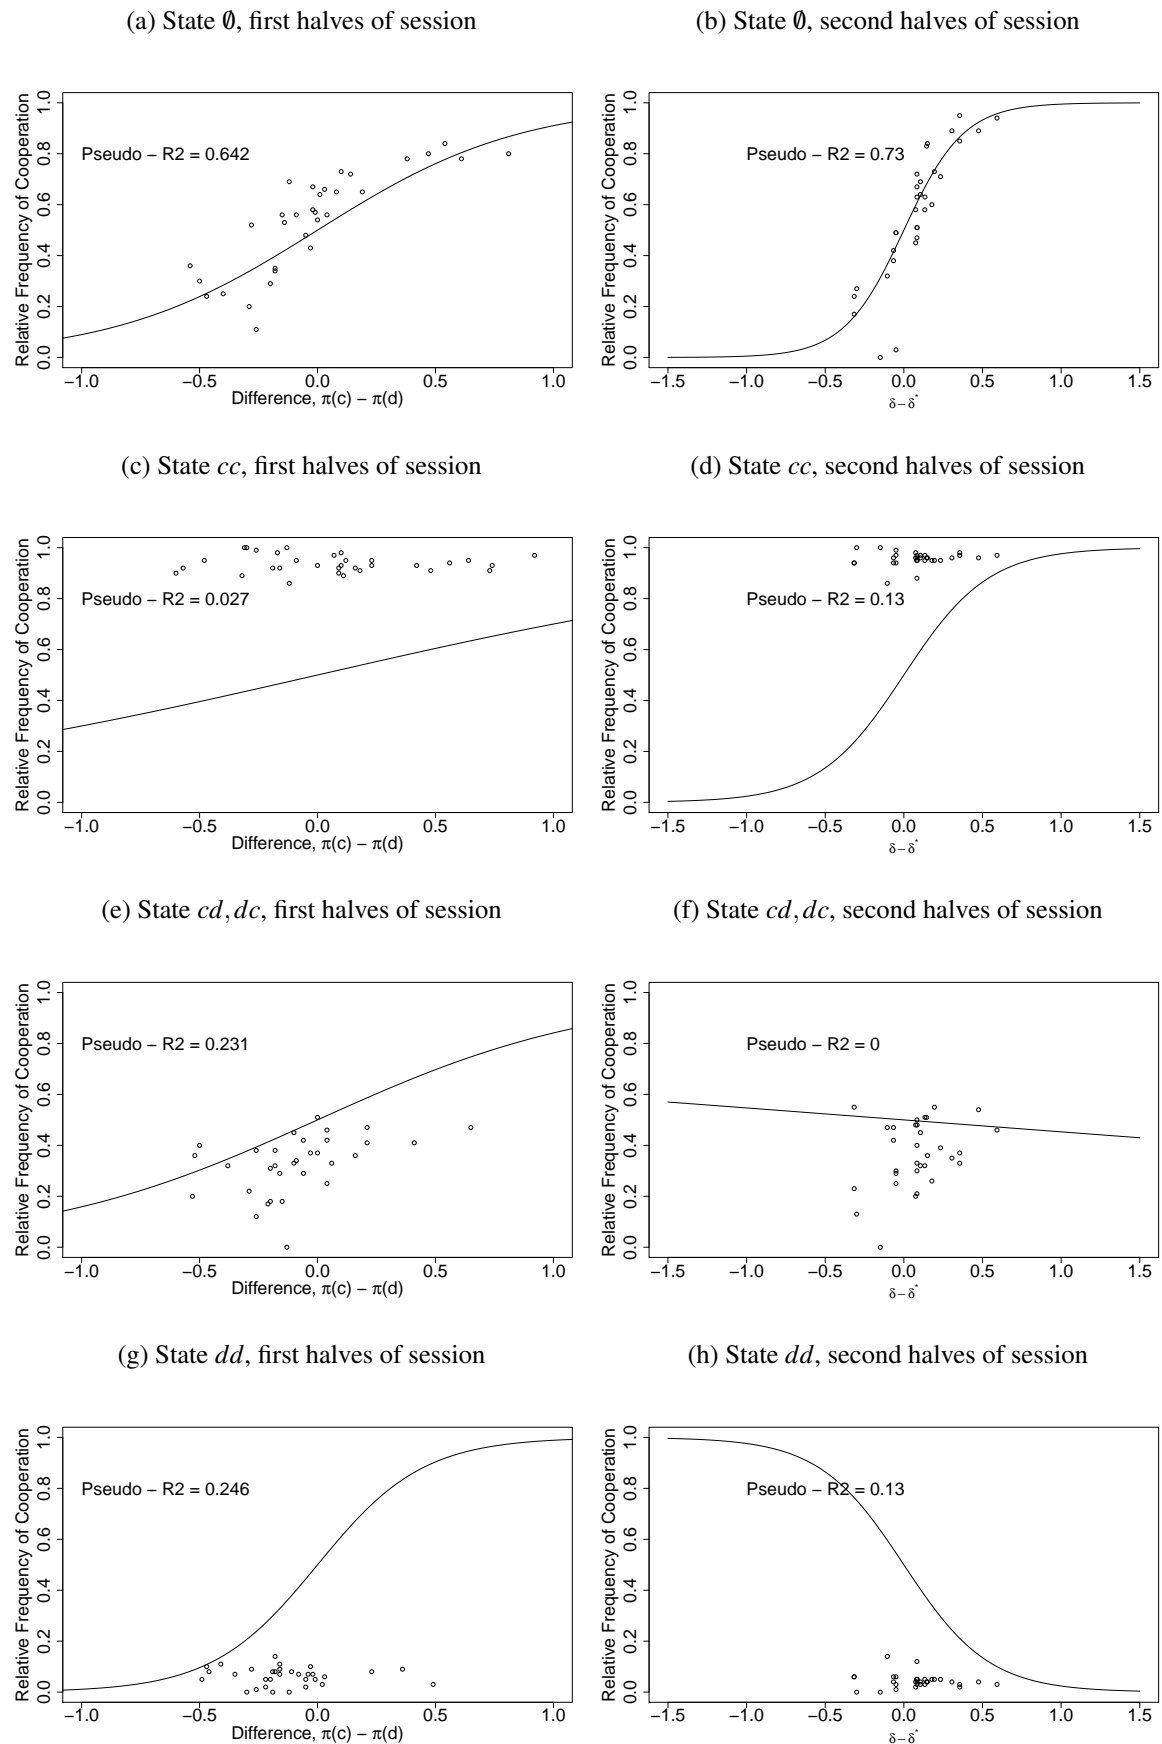 (a) State ∅, first halves of session
Relative Frequency of Cooperation
1.0
0.8
0.6
0.4
0.2
0.0
Pseudo − R2 = 0.642
−1.0 −0.5 0.0 0.5 1.0
Difference, π(c) − π(d)
(b) State ∅, second halves of session
Relative Frequency of Cooperation
1.0
0.8
0.6
0.4
0.2
0.0
Pseudo − R2 = 0.73
−1.5 −1.0 −0.5 0.0 0.5 1.0 1.5
δ − δ*
(c) State cc, first halves of session
Relative Frequency of Cooperation
1.0
0.8
0.6
0.4
0.2
0.0
Pseudo − R2 = 0.027
−1.0 −0.5 0.0 0.5 1.0
Difference, π(c) − π(d)
(d) State cc, second halves of session
Relative Frequency of Cooperation
1.0
0.8
0.6
0.4
0.2
0.0
Pseudo − R2 = 0.13
−1.5 −1.0 −0.5 0.0 0.5 1.0 1.5
δ − δ*
(e) State cd, dc, first halves of session
Relative Frequency of Cooperation
1.0
0.8
0.6
0.4
0.2
0.0
Pseudo − R2 = 0.231
−1.0 −0.5 0.0 0.5 1.0
Difference, π(c) − π(d)
(f) State cd, dc, second halves of session
Relative Frequency of Cooperation
1.0
0.8
0.6
0.4
0.2
0.0
Pseudo − R2 = 0
−1.5 −1.0 −0.5 0.0 0.5 1.0 1.5
δ − δ*
(g) State dd, first halves of session
Relative Frequency of Cooperation
1.0
0.8
0.6
0.4
0.2
0.0
Pseudo − R2 = 0.246
−1.0 −0.5 0.0 0.5 1.0
Difference, π(c) − π(d)
(h) State dd, second halves of session
Relative Frequency of Cooperation
1.0
0.8
0.6
0.4
0.2
0.0
Pseudo − R2 = 0.13
−1.5 −1.0 −0.5 0.0 0.5 1.0 1.5
δ − δ*